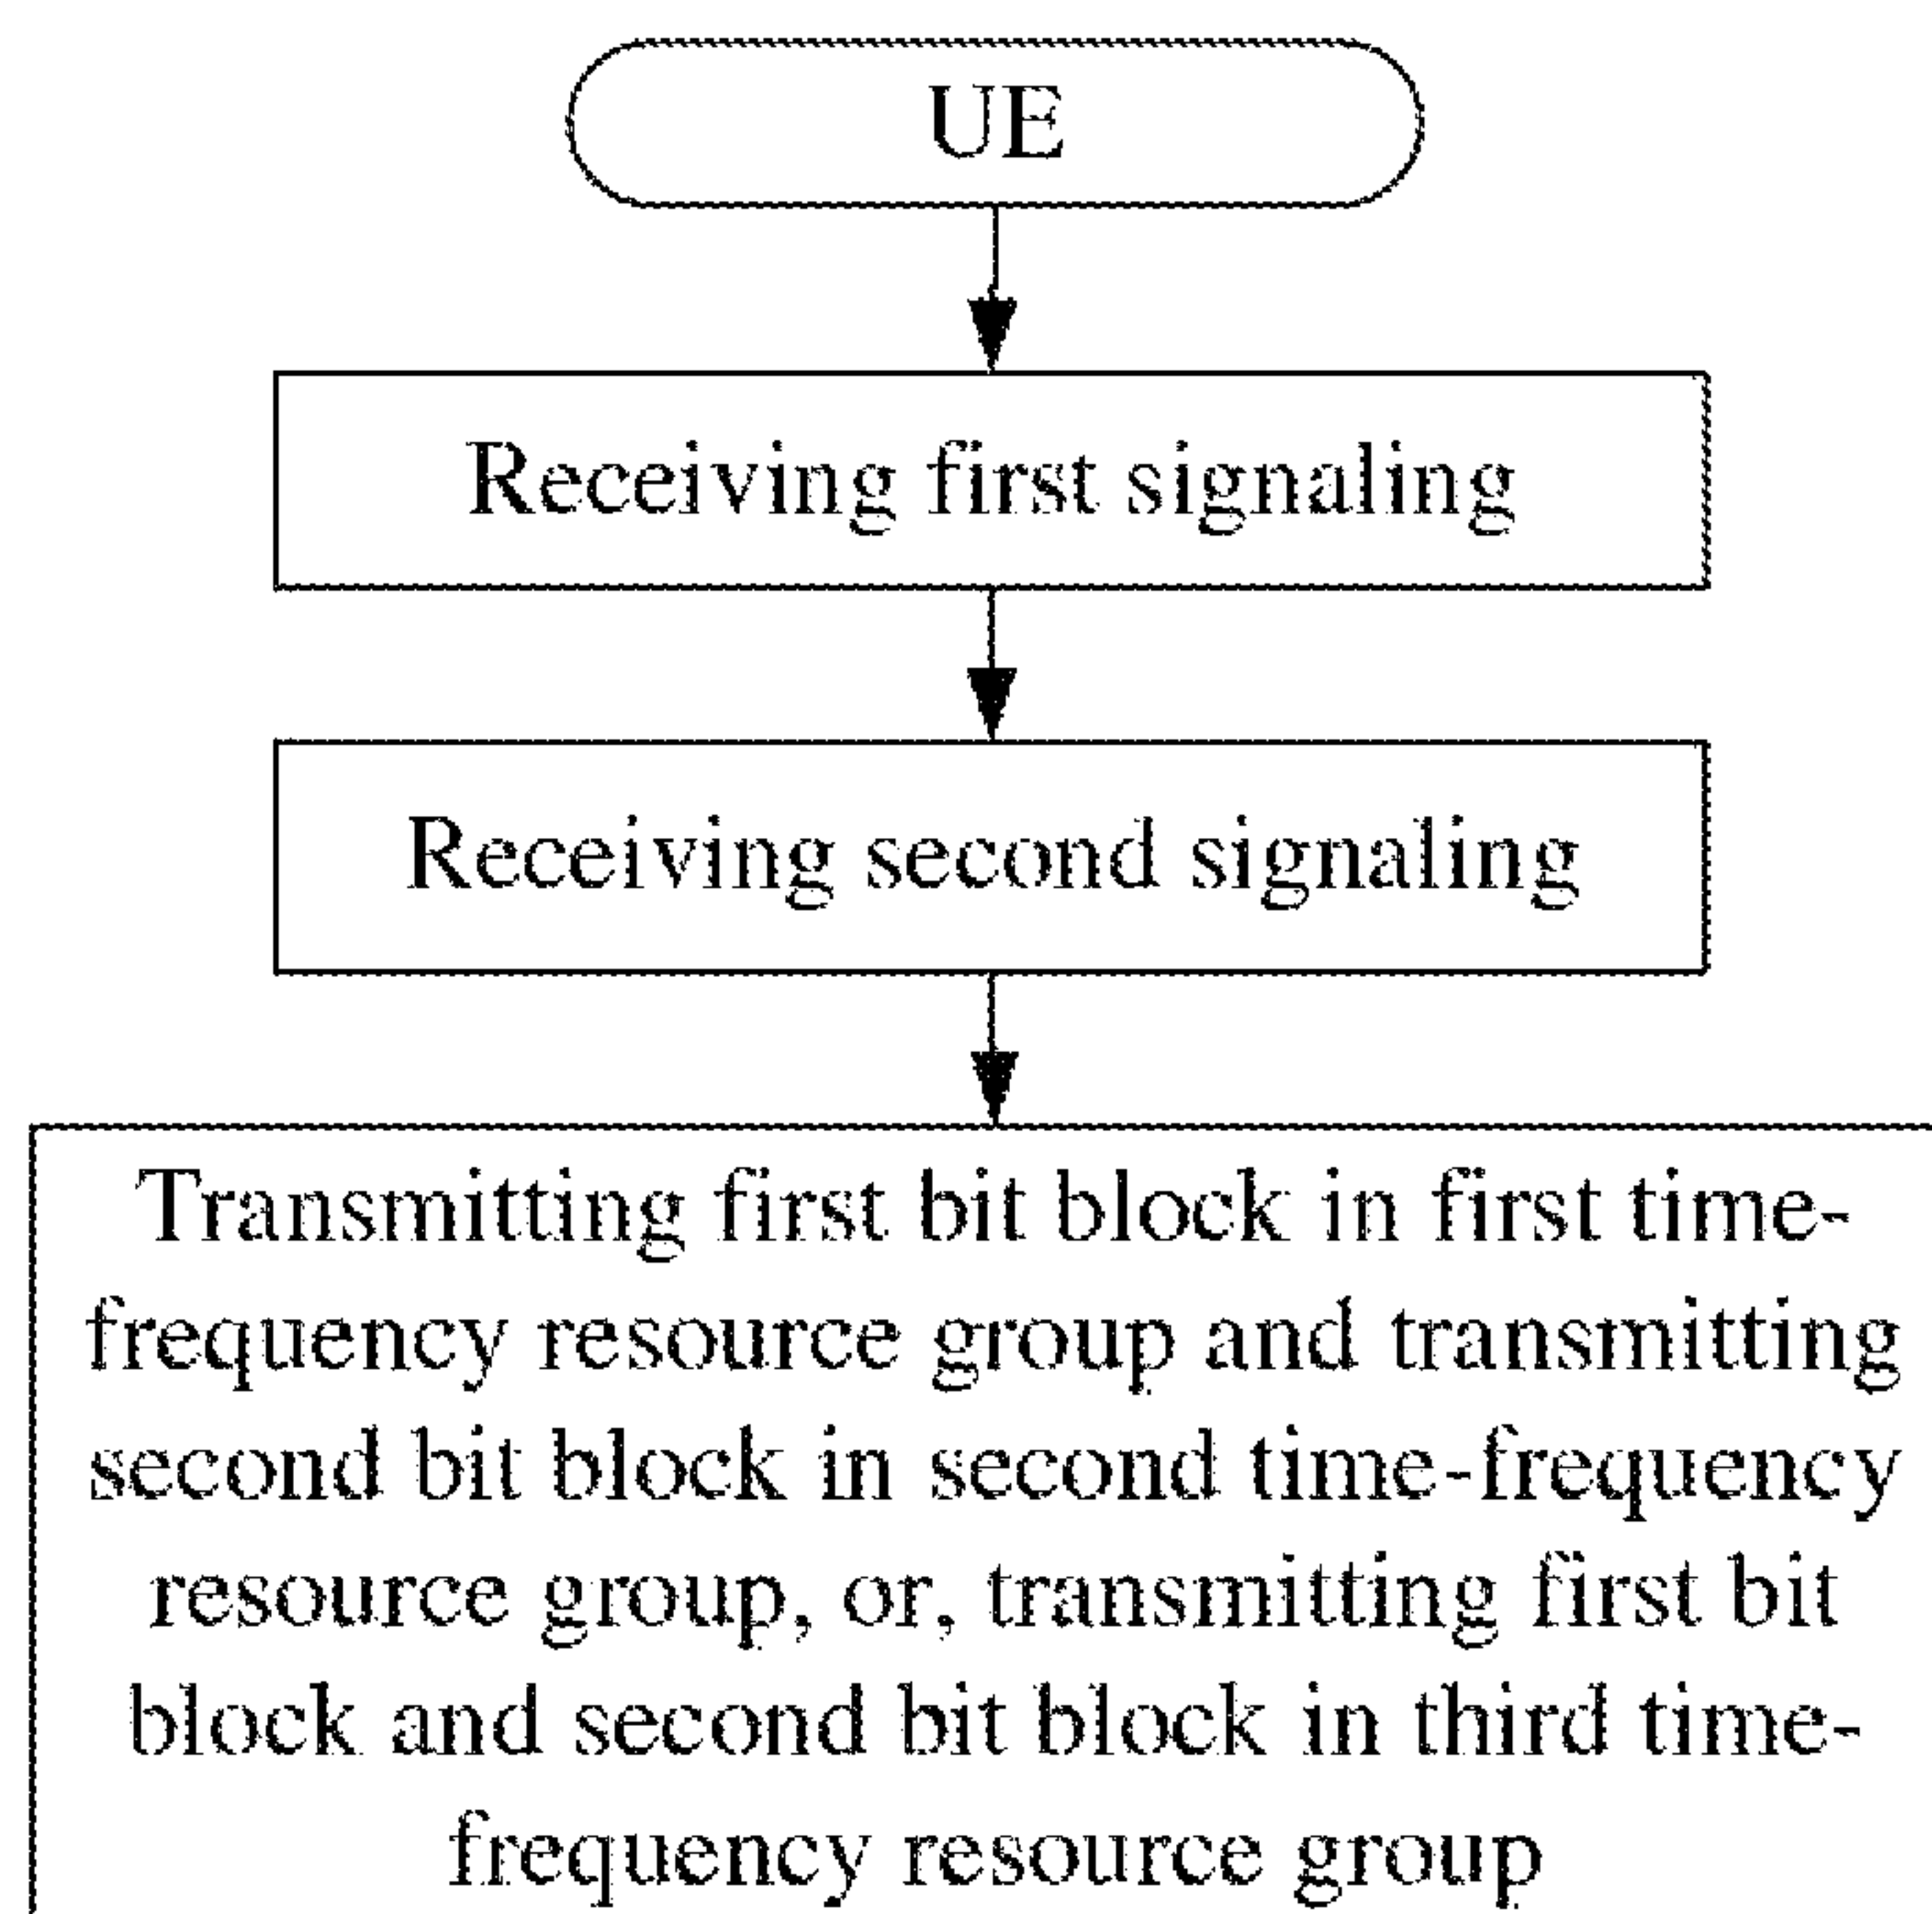 UE
Receiving first signaling
Receiving second signaling
Transmitting first bit block in first time-
frequency resource group and transmitting
second bit block in second time-frequency
resource group, or, transmitting first bit
block and second bit block in third time-
frequency resource group